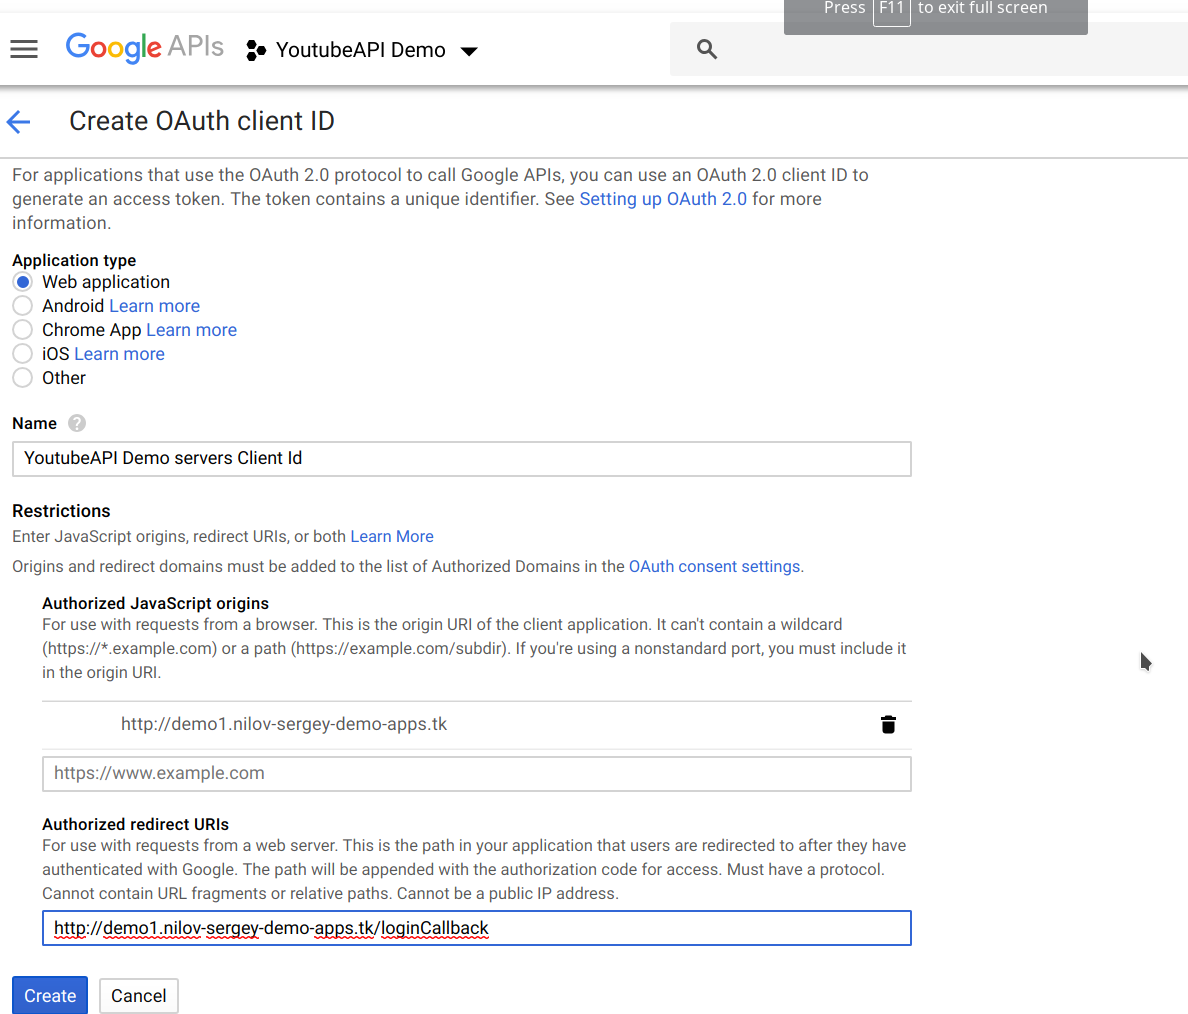 Press F11 to exit full screen
Google APIs YoutubeAPI Demo
Create OAuth client ID
For applications that use the OAuth 2.0 protocol to call Google APIs, you can use an OAuth 2.0 client ID to
generate an access token. The token contains a unique identifier. See Setting up OAuth 2.0 for more
information.
Application type
Web application
Android Learn more
Chrome App Learn more
iOS Learn more
Other
Name ?
YoutubeAPI Demo servers Client Id
Restrictions
Enter JavaScript origins, redirect URIs, or both Learn More
Origins and redirect domains must be added to the list of Authorized Domains in the OAuth consent settings.
Authorized JavaScript origins
For use with requests from a browser. This is the origin URI of the client application. It can't contain a wildcard
(https://*.example.com) or a path (https://example.com/subdir). If you're using a nonstandard port, you must include it
in the origin URI.
http://demo1.nilov-sergey-demo-apps.tk
https://www.example.com
Authorized redirect URIs
For use with requests from a web server. This is the path in your application that users are redirected to after they have
authenticated with Google. The path will be appended with the authorization code for access. Must have a protocol.
Cannot contain URL fragments or relative paths. Cannot be a public IP address.
http://demo1.nilov-sergey-demo-apps.tk/loginCallback
Create Cancel